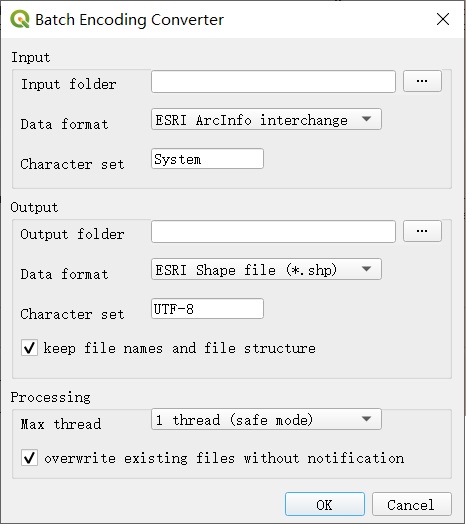 Batch Encoding Converter
Input
Input folder ...
Data format ESRI ArcInfo interchange
Character set System
Output
Output folder ...
Data format ESRI Shape file (*.shp)
Character set UTF-8
keep file names and file structure
Processing
Max thread 1 thread (safe mode)
overwrite existing files without notification
OK Cancel